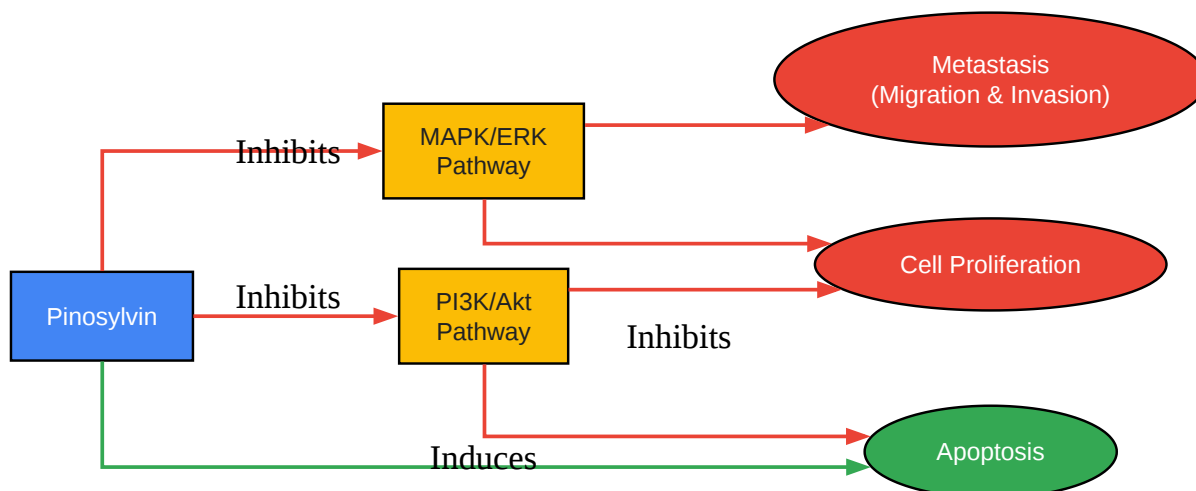 Metastasis
(Migration & Invasion)
MAPK/ERK
Pathway
Inhibits
Cell Proliferation
Pinosylvin
Inhibits
PI3K/Akt
Pathway
Inhibits
Apoptosis
Induces